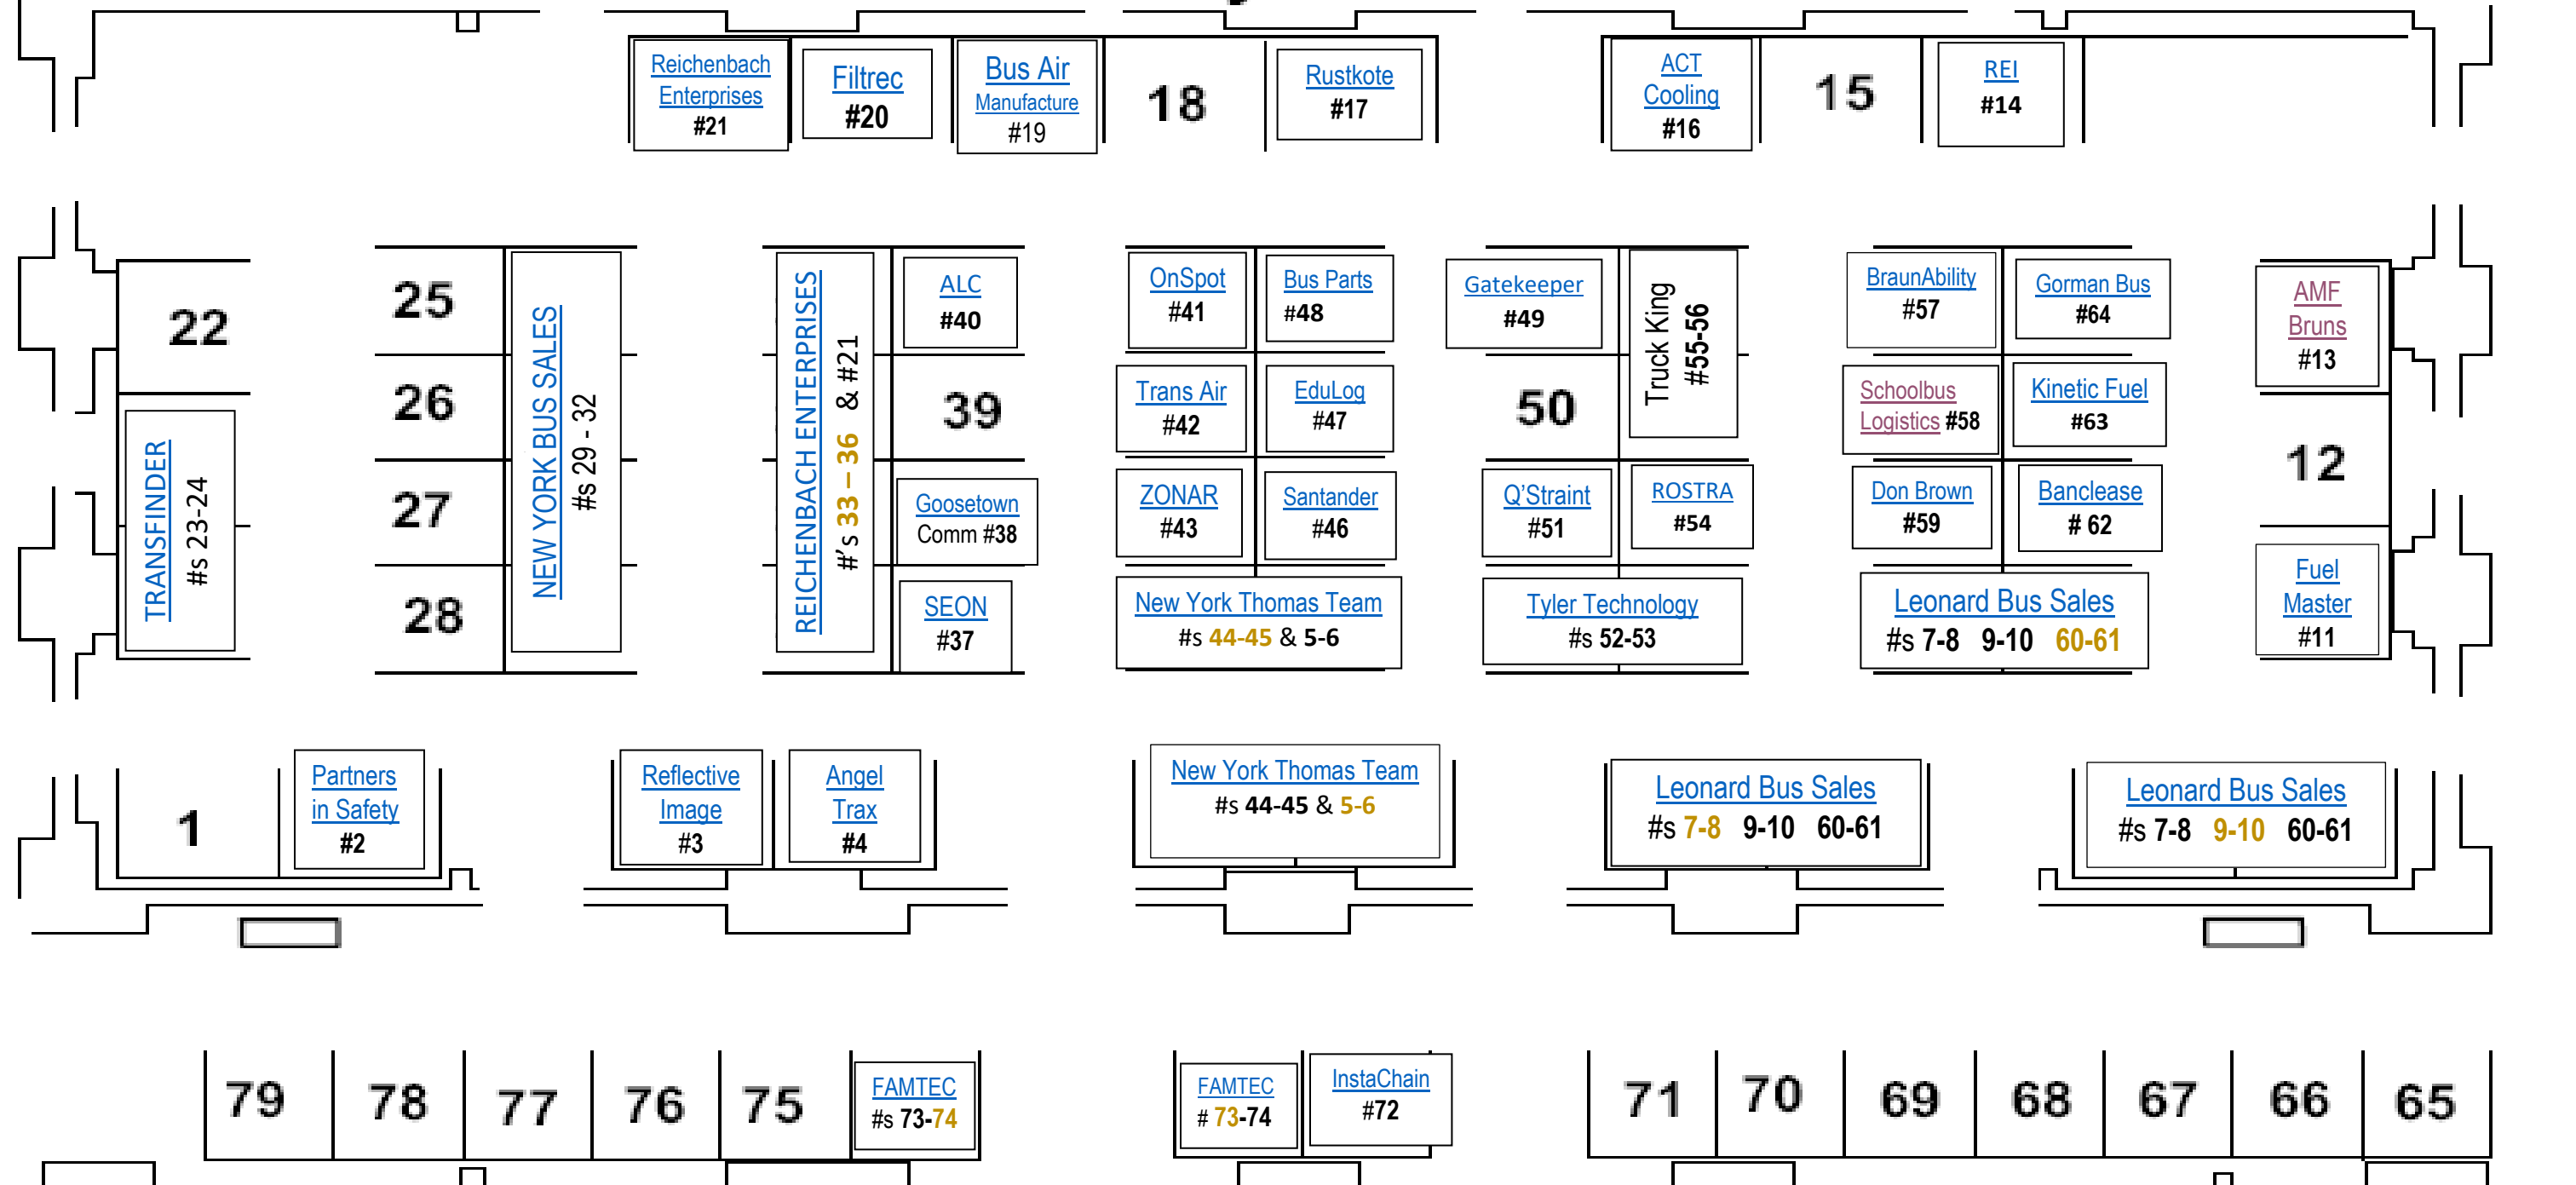 Reichenbach
Enterprises
#21
Filtrec
#20
Bus Air
Manufacture
#19
18
Rustkote
#17
ACT
Cooling
#16
15
REI
#14
22
TRANSFINDER
#s 23-24
25
26
27
28
NEW YORK BUS SALES
#s 29 - 32
REICHENBACH ENTERPRISES
#'s 33 – 36 & #21
ALC
#40
39
Goosetown
Comm #38
SEON
#37
OnSpot
#41
Bus Parts
#48
Trans Air
#42
EduLog
#47
ZONAR
#43
Santander
#46
New York Thomas Team
#s 44-45 & 5-6
Gatekeeper
#49
Truck King
#55-56
50
Q'Straint
#51
ROSTRA
#54
Tyler Technology
#s 52-53
BraunAbility
#57
Gorman Bus
#64
Schoolbus
Logistics #58
Kinetic Fuel
#63
Don Brown
#59
Banclease
# 62
Leonard Bus Sales
#s 7-8 9-10 60-61
AMF
Bruns
#13
12
Fuel
Master
#11
1
Partners
in Safety
#2
Reflective
Image
#3
Angel
Trax
#4
New York Thomas Team
#s 44-45 & 5-6
Leonard Bus Sales
#s 7-8 9-10 60-61
Leonard Bus Sales
#s 7-8 9-10 60-61
79
78
77
76
75
FAMTEC
#s 73-74
FAMTEC
# 73-74
InstaChain
#72
71
70
69
68
67
66
65